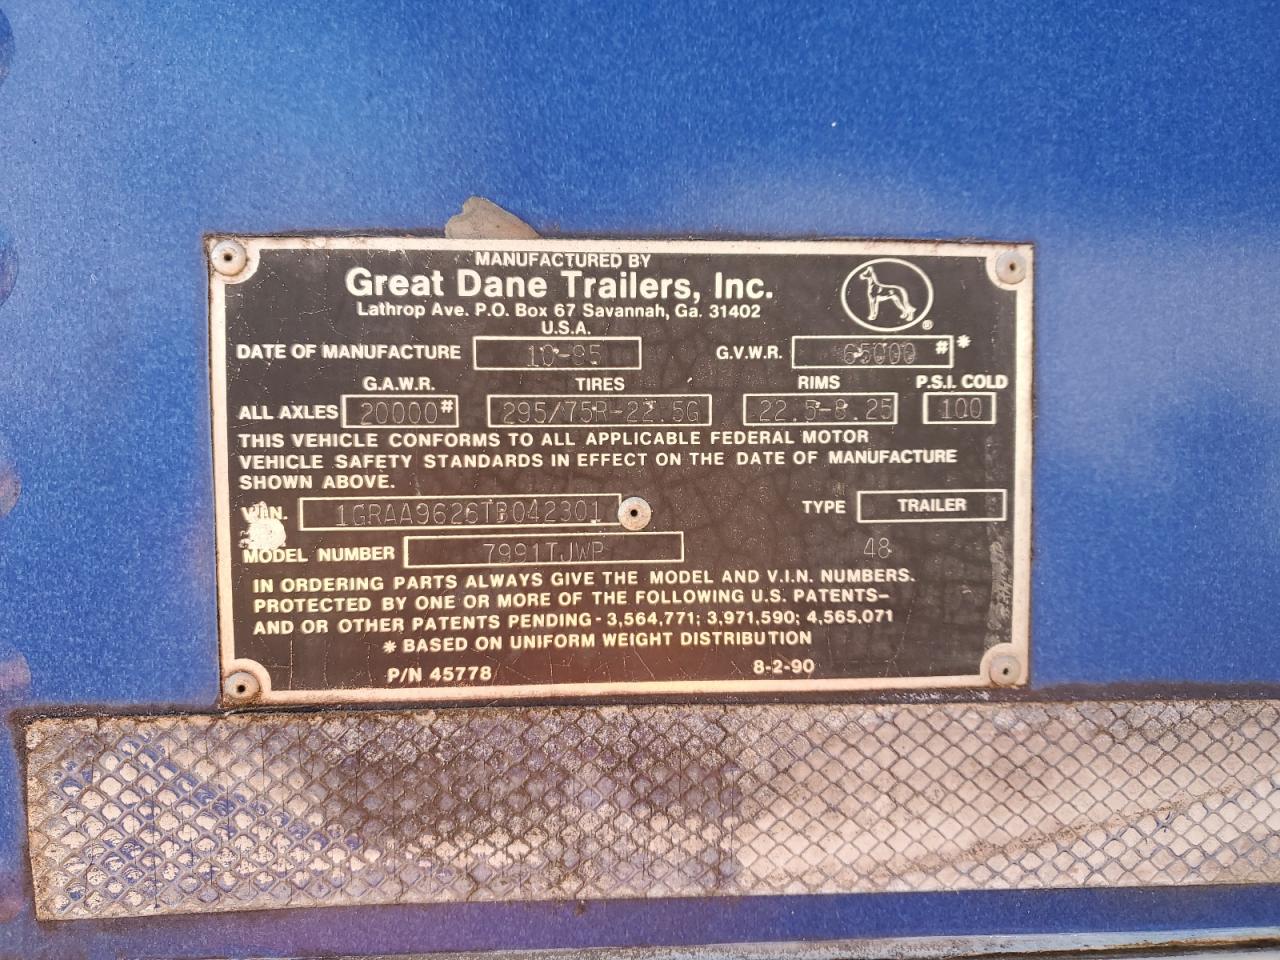 MANUFACTURED BY
Great Dane Trailers, Inc.
Lathrop Ave. P.O. Box 67 Savannah, Ga. 31402
U.S.A.
®
DATE OF MANUFACTURE 10-95 G.V.W.R. 65000 # *
G.A.W.R. TIRES RIMS P.S.I. COLD
ALL AXLES 20000# 295/75R-22.5G 22.5-8.25 100
THIS VEHICLE CONFORMS TO ALL APPLICABLE FEDERAL MOTOR
VEHICLE SAFETY STANDARDS IN EFFECT ON THE DATE OF MANUFACTURE
SHOWN ABOVE.
V.I.N. 1GRAA9626TB042301 TYPE TRAILER
MODEL NUMBER 7991TJWP 48
IN ORDERING PARTS ALWAYS GIVE THE MODEL AND V.I.N. NUMBERS.
PROTECTED BY ONE OR MORE OF THE FOLLOWING U.S. PATENTS–
AND OR OTHER PATENTS PENDING - 3,564,771; 3,971,590; 4,565,071
* BASED ON UNIFORM WEIGHT DISTRIBUTION
P/N 45778 8-2-90